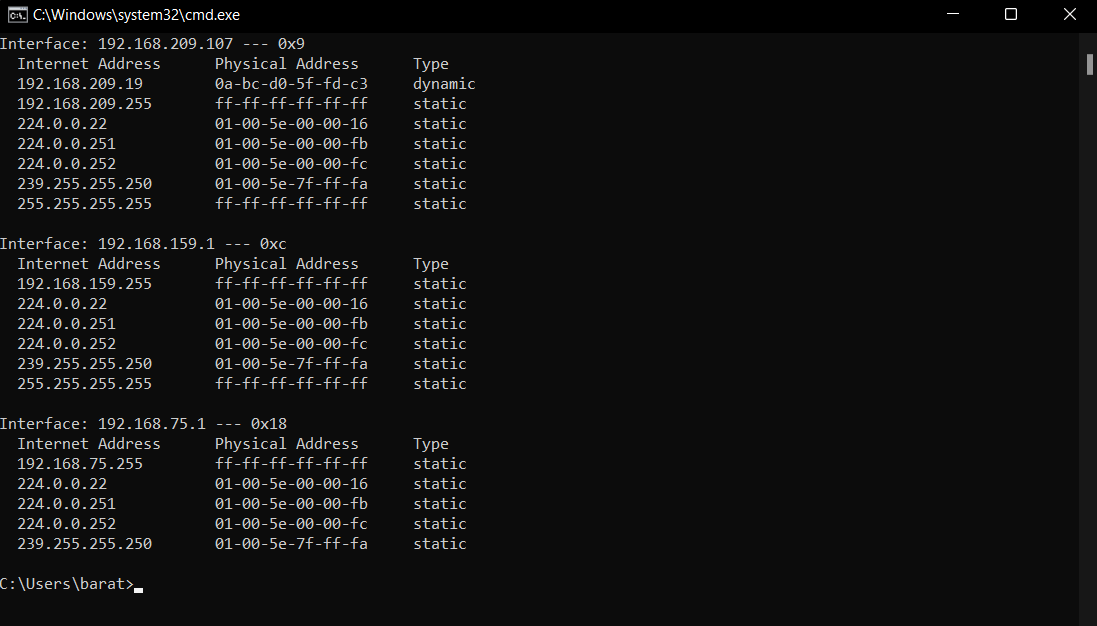 C:\Windows\system32\cmd.exe
Interface: 192.168.209.107 --- 0x9
  Internet Address      Physical Address      Type
  192.168.209.19        0a-bc-d0-5f-fd-c3     dynamic
  192.168.209.255       ff-ff-ff-ff-ff-ff     static
  224.0.0.22            01-00-5e-00-00-16     static
  224.0.0.251           01-00-5e-00-00-fb     static
  224.0.0.252           01-00-5e-00-00-fc     static
  239.255.255.250       01-00-5e-7f-ff-fa     static
  255.255.255.255       ff-ff-ff-ff-ff-ff     static

Interface: 192.168.159.1 --- 0xc
  Internet Address      Physical Address      Type
  192.168.159.255       ff-ff-ff-ff-ff-ff     static
  224.0.0.22            01-00-5e-00-00-16     static
  224.0.0.251           01-00-5e-00-00-fb     static
  224.0.0.252           01-00-5e-00-00-fc     static
  239.255.255.250       01-00-5e-7f-ff-fa     static
  255.255.255.255       ff-ff-ff-ff-ff-ff     static

Interface: 192.168.75.1 --- 0x18
  Internet Address      Physical Address      Type
  192.168.75.255        ff-ff-ff-ff-ff-ff     static
  224.0.0.22            01-00-5e-00-00-16     static
  224.0.0.251           01-00-5e-00-00-fb     static
  224.0.0.252           01-00-5e-00-00-fc     static
  239.255.255.250       01-00-5e-7f-ff-fa     static

C:\Users\barat>